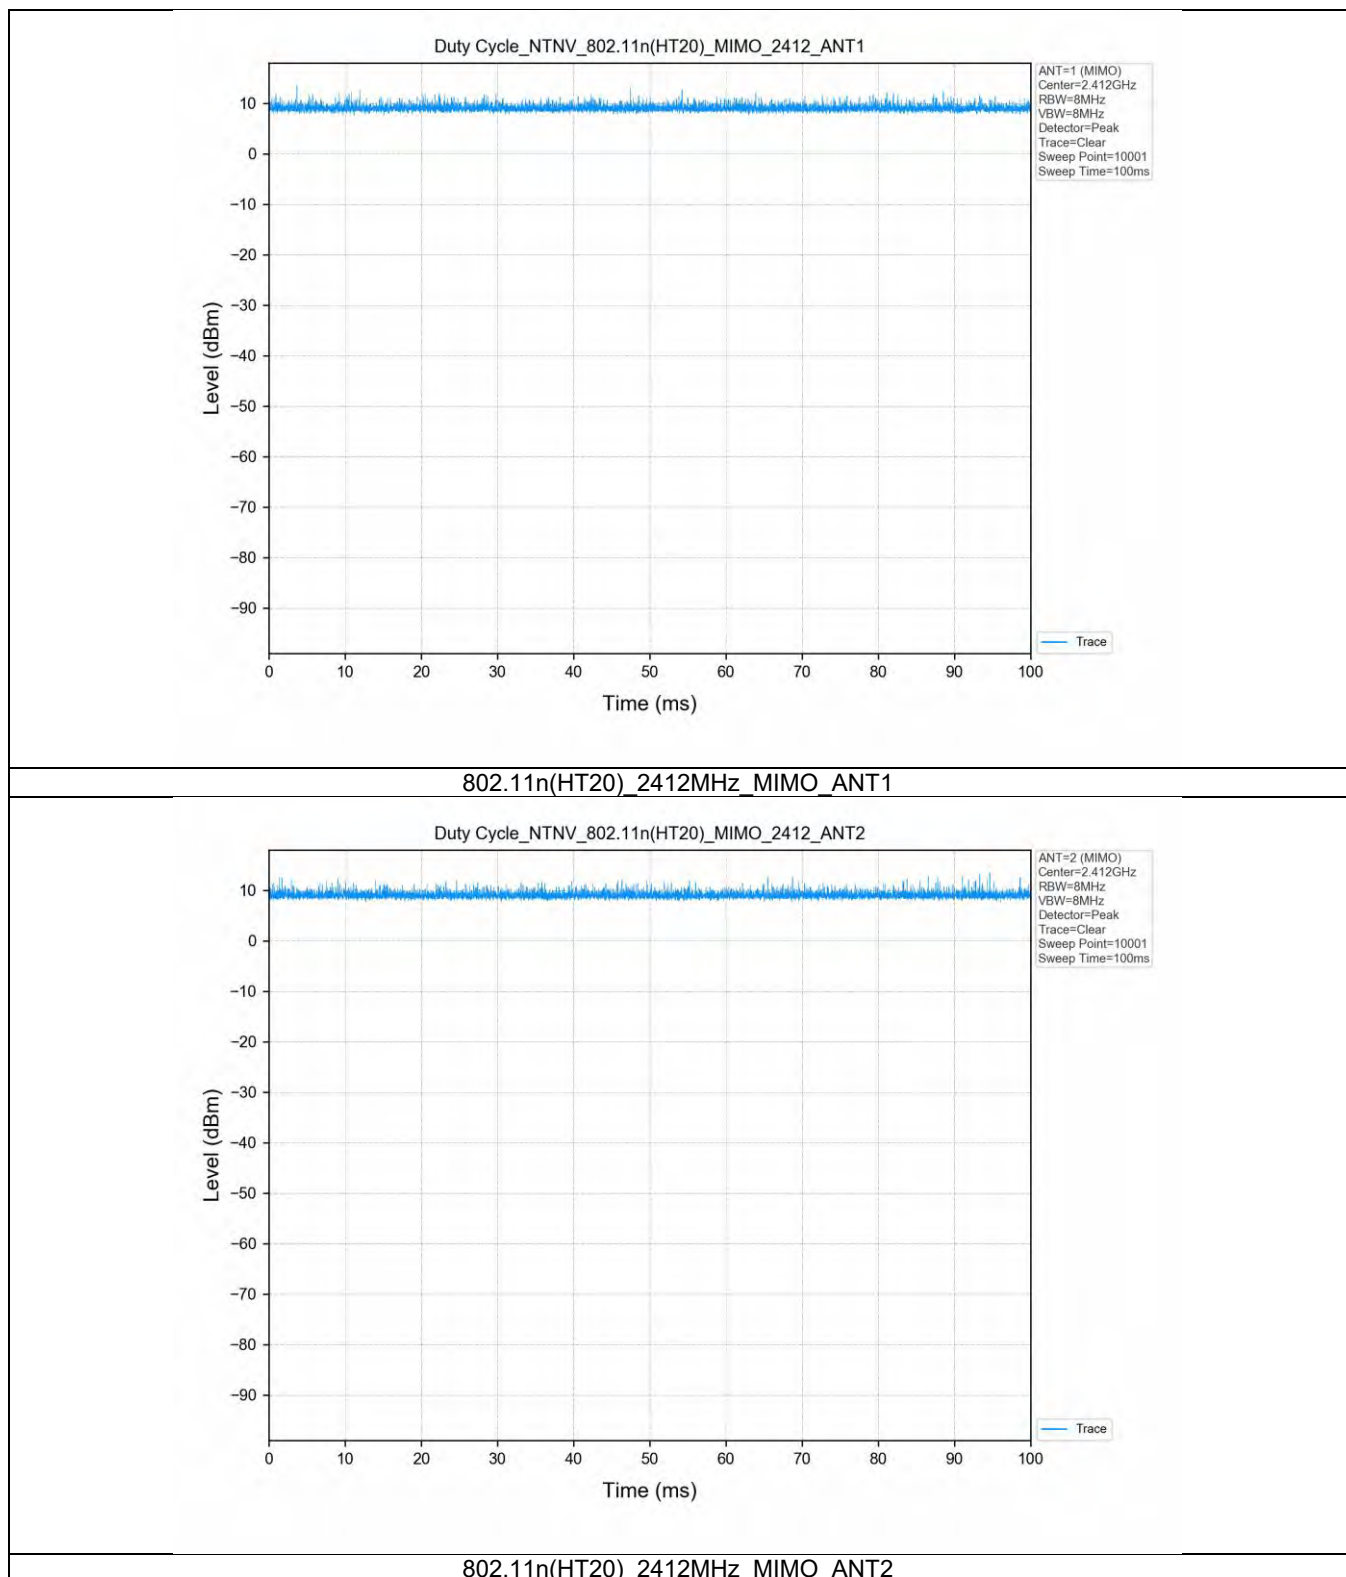 Duty Cycle_NTNV_802.11n(HT20)_MIMO_2412_ANT1
ANT=1 (MIMO)
Center=2.412GHz
RBW=8MHz
VBW=8MHz
Detector=Peak
Trace=Clear
Sweep Point=10001
Sweep Time=100ms
10
0
−10
−20
−30
−40
−50
−60
−70
−80
−90
Level (dBm)
Trace
0 10 20 30 40 50 60 70 80 90 100
Time (ms)
802.11n(HT20)_2412MHz_MIMO_ANT1
Duty Cycle_NTNV_802.11n(HT20)_MIMO_2412_ANT2
ANT=2 (MIMO)
Center=2.412GHz
RBW=8MHz
VBW=8MHz
Detector=Peak
Trace=Clear
Sweep Point=10001
Sweep Time=100ms
10
0
−10
−20
−30
−40
−50
−60
−70
−80
−90
Level (dBm)
Trace
0 10 20 30 40 50 60 70 80 90 100
Time (ms)
802.11n(HT20)_2412MHz_MIMO_ANT2